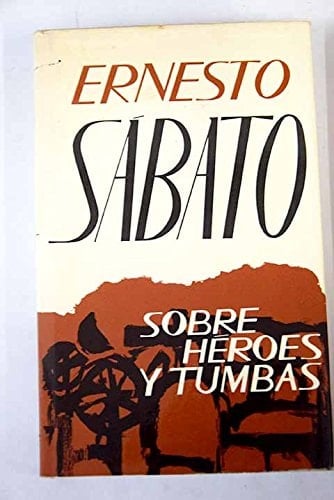 ERNESTO
SÁBATO
SOBRE
HÉROES
Y TUMBAS